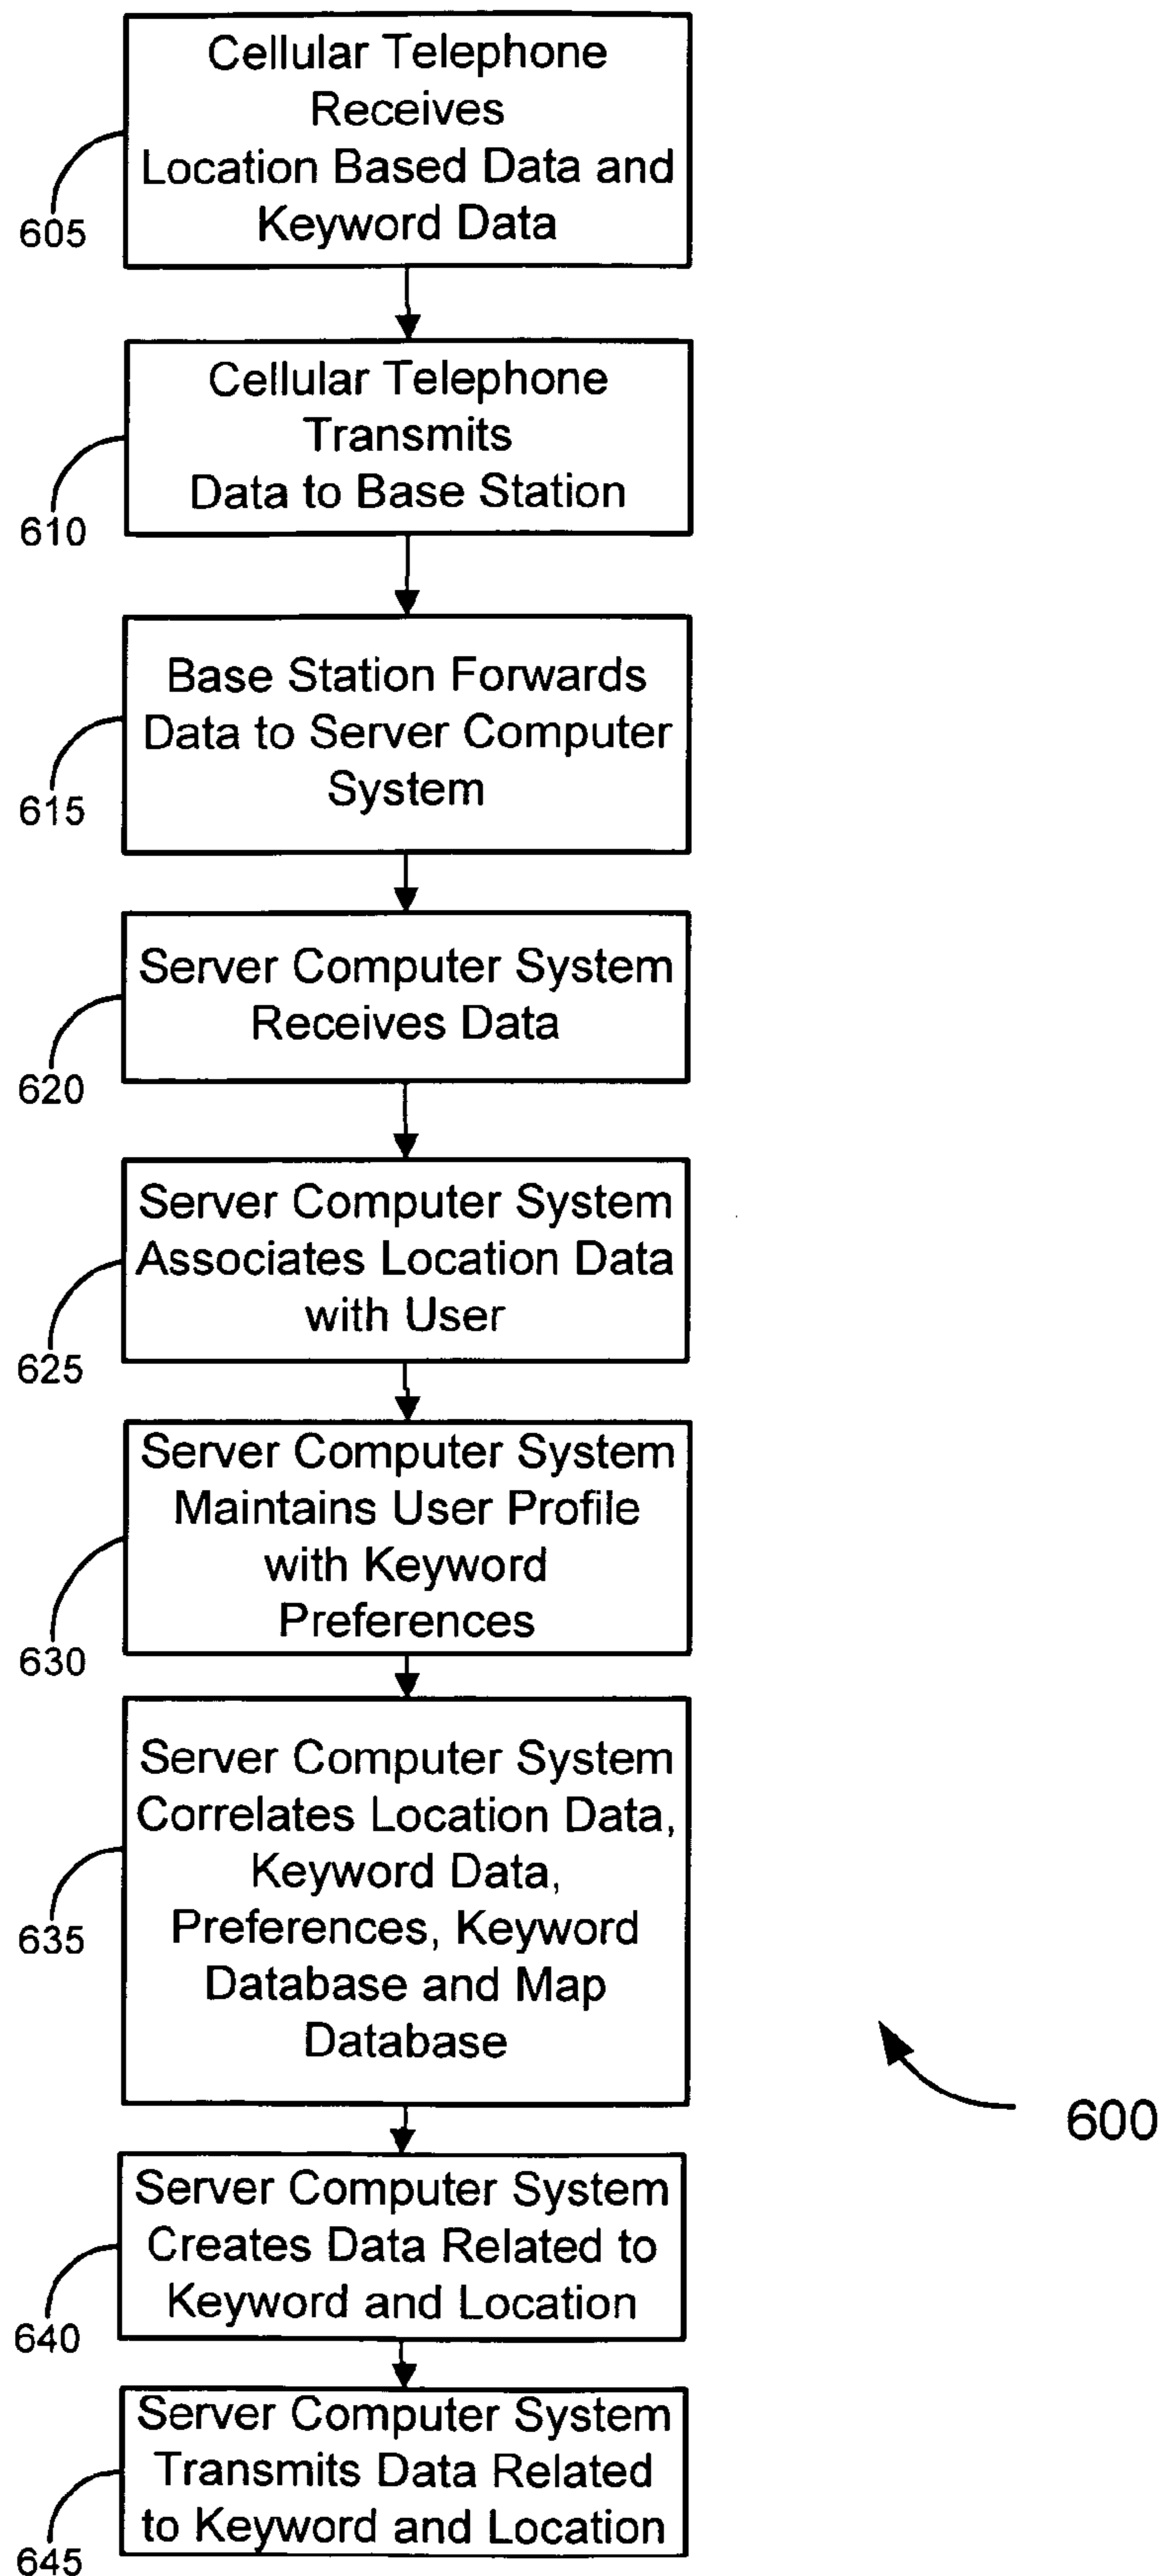 Cellular Telephone
Receives
Location Based Data and
Keyword Data
605
Cellular Telephone
Transmits
Data to Base Station
610
Base Station Forwards
Data to Server Computer
System
615
Server Computer System
Receives Data
620
Server Computer System
Associates Location Data
with User
625
Server Computer System
Maintains User Profile
with Keyword
Preferences
630
Server Computer System
Correlates Location Data,
Keyword Data,
Preferences, Keyword
Database and Map
Database
635
600
Server Computer System
Creates Data Related to
Keyword and Location
640
Server Computer System
Transmits Data Related
to Keyword and Location
645